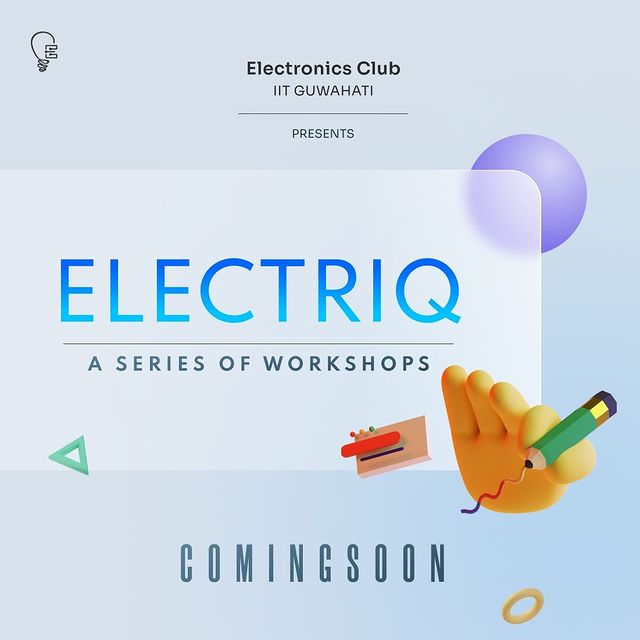 Electronics Club
IIT GUWAHATI
PRESENTS
ELECTRIQ
A SERIES OF WORKSHOPS
COMINGSOON